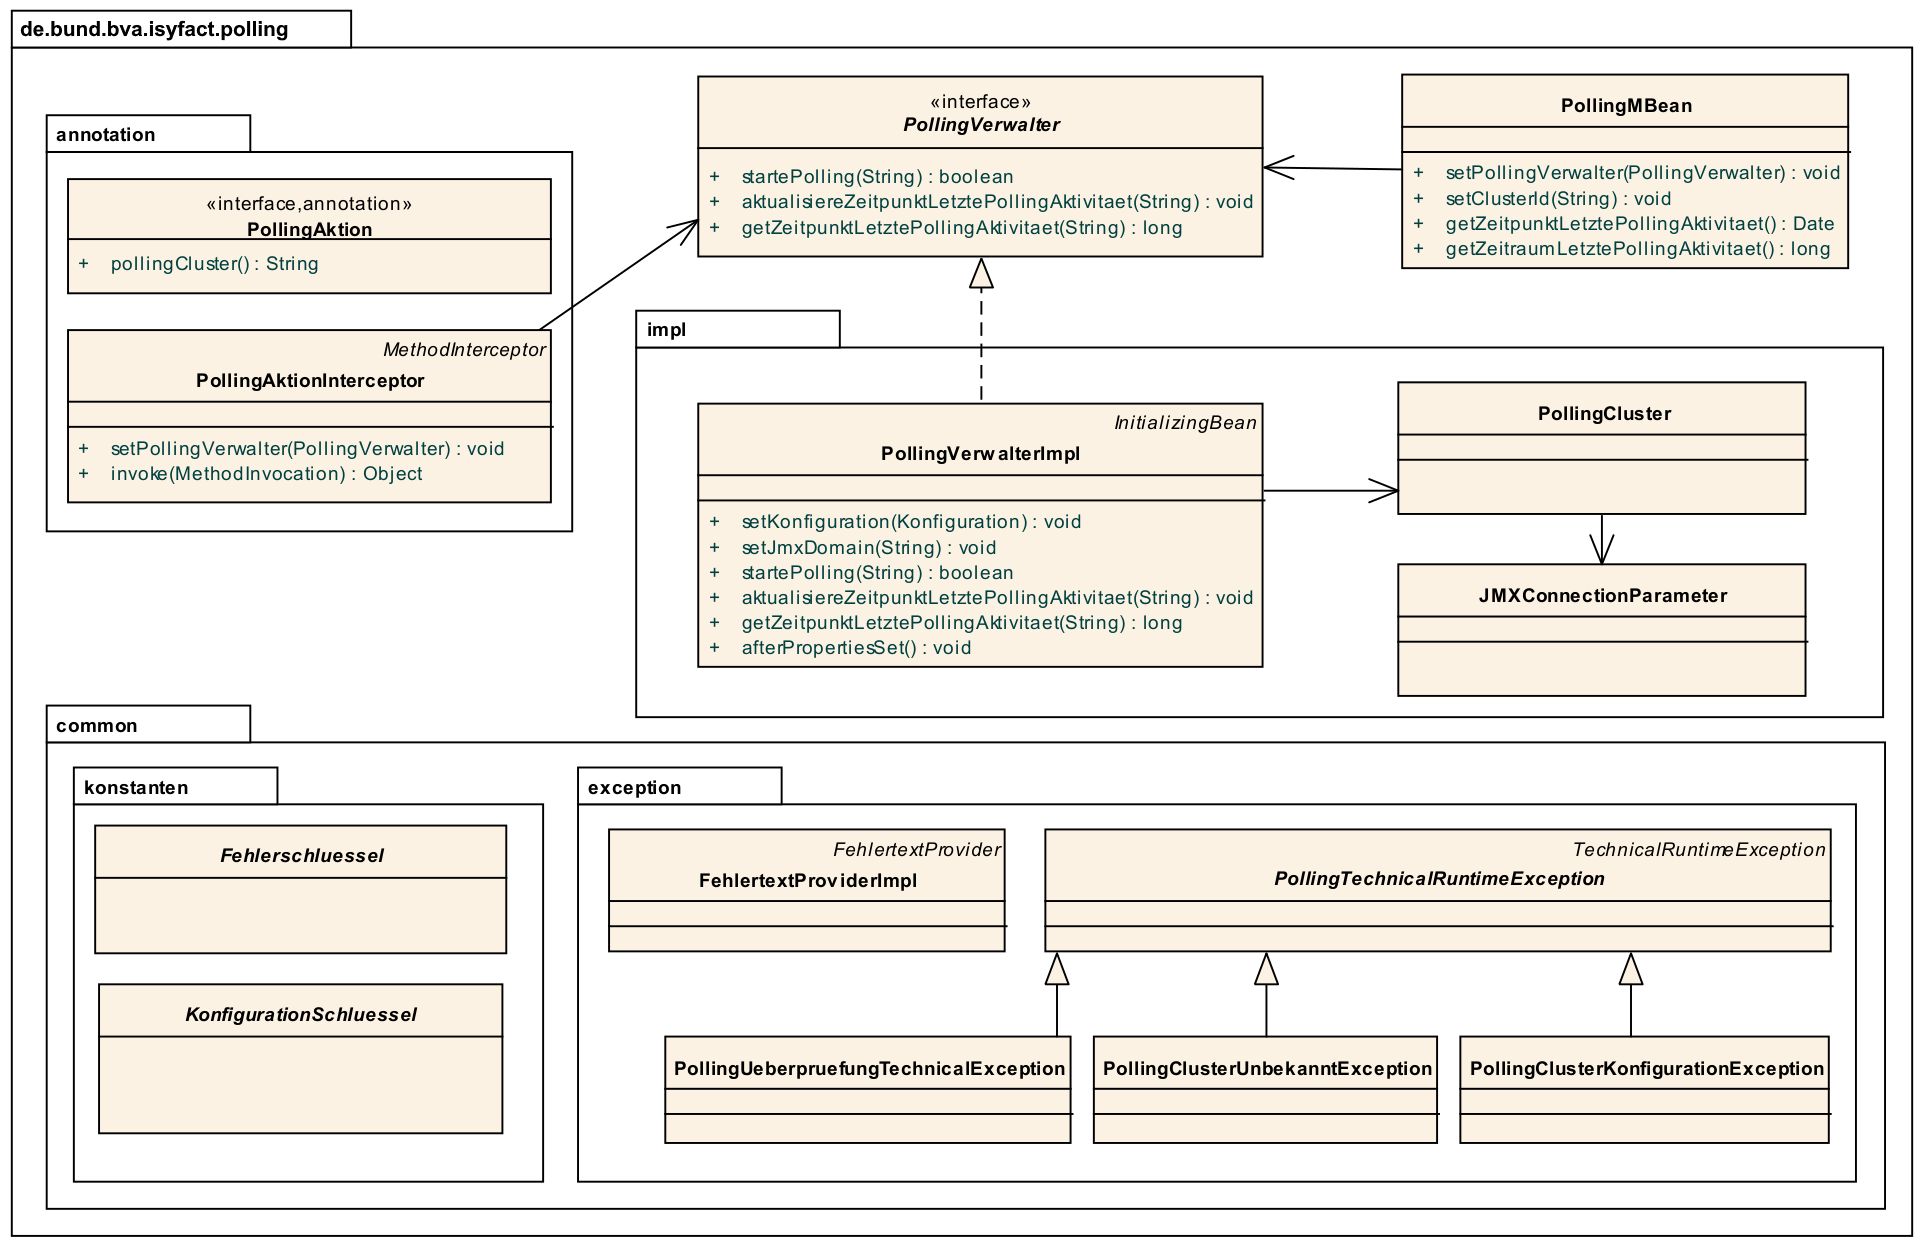 de.bund.bva.isyfact.polling
annotation
«interface,annotation»
PollingAktion
+ pollingCluster() : String
MethodInterceptor
PollingAktionInterceptor
+ setPollingVerwalter(PollingVerwalter) : void
+ invoke(MethodInvocation) : Object
«interface»
PollingVerwalter
+ startePolling(String) : boolean
+ aktualisiereZeitpunktLetztePollingAktivitaet(String) : void
+ getZeitpunktLetztePollingAktivitaet(String) : long
PollingMBean
+ setPollingVerwalter(PollingVerwalter) : void
+ setClusterId(String) : void
+ getZeitpunktLetztePollingAktivitaet() : Date
+ getZeitraumLetztePollingAktivitaet() : long
impl
InitializingBean
PollingVerwalterImpl
+ setKonfiguration(Konfiguration) : void
+ setJmxDomain(String) : void
+ startePolling(String) : boolean
+ aktualisiereZeitpunktLetztePollingAktivitaet(String) : void
+ getZeitpunktLetztePollingAktivitaet(String) : long
+ afterPropertiesSet() : void
PollingCluster
JMXConnectionParameter
common
konstanten
Fehlerschluessel
KonfigurationSchluessel
exception
FehlertextProvider
FehlertextProviderImpl
TechnicalRuntimeException
PollingTechnicalRuntimeException
PollingUeberpruefungTechnicalException
PollingClusterUnbekanntException
PollingClusterKonfigurationException